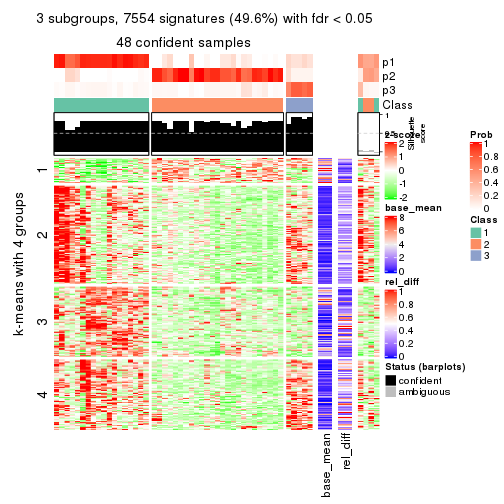 3 subgroups, 7554 signatures (49.6%) with fdr < 0.05
48 confident samples
p1
p2
p3
Class
1
Silhouette
score
k-means with 4 groups
1
2
3
4
base_mean
rel_diff
z-score
2
1
0
-1
-2
base_mean
8
6
4
2
0
rel_diff
1
0.8
0.6
0.4
0.2
0
Status (barplots)
confident
ambiguous
Prob
1
0.8
0.6
0.4
0.2
0
Class
1
2
3